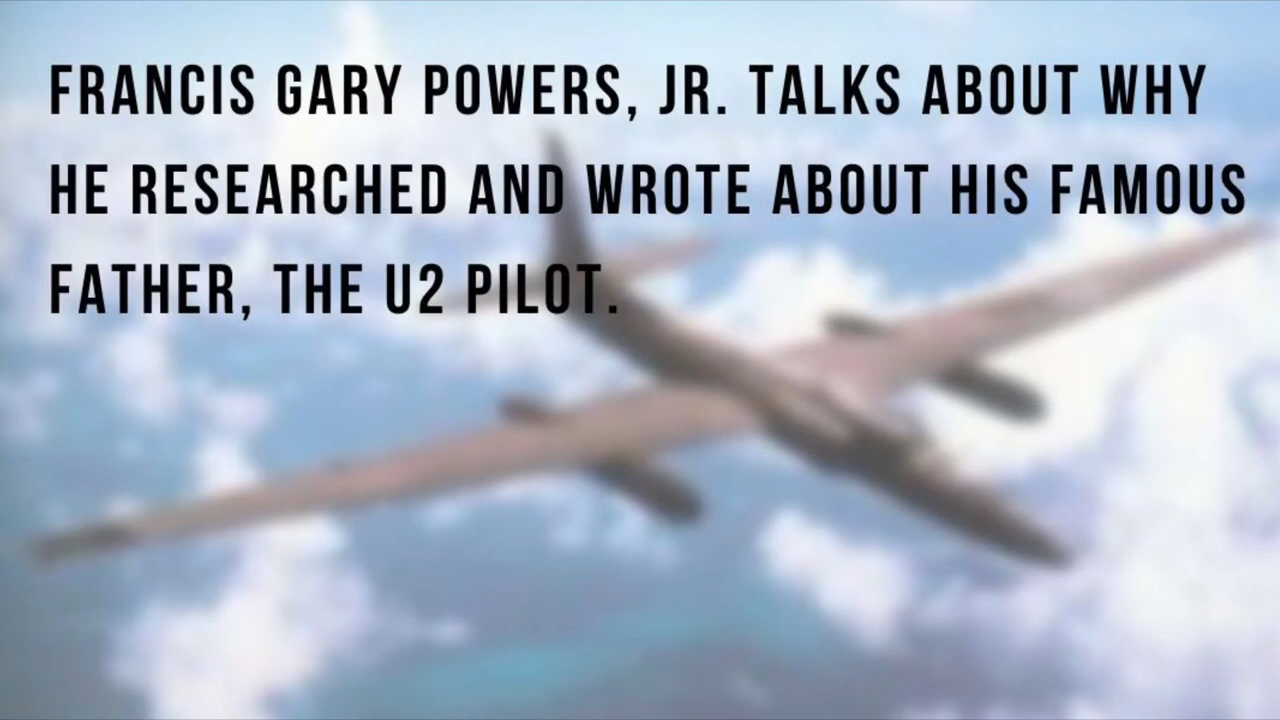 FRANCIS GARY POWERS, JR. TALKS ABOUT WHY
HE RESEARCHED AND WROTE ABOUT HIS FAMOUS
FATHER, THE U2 PILOT.